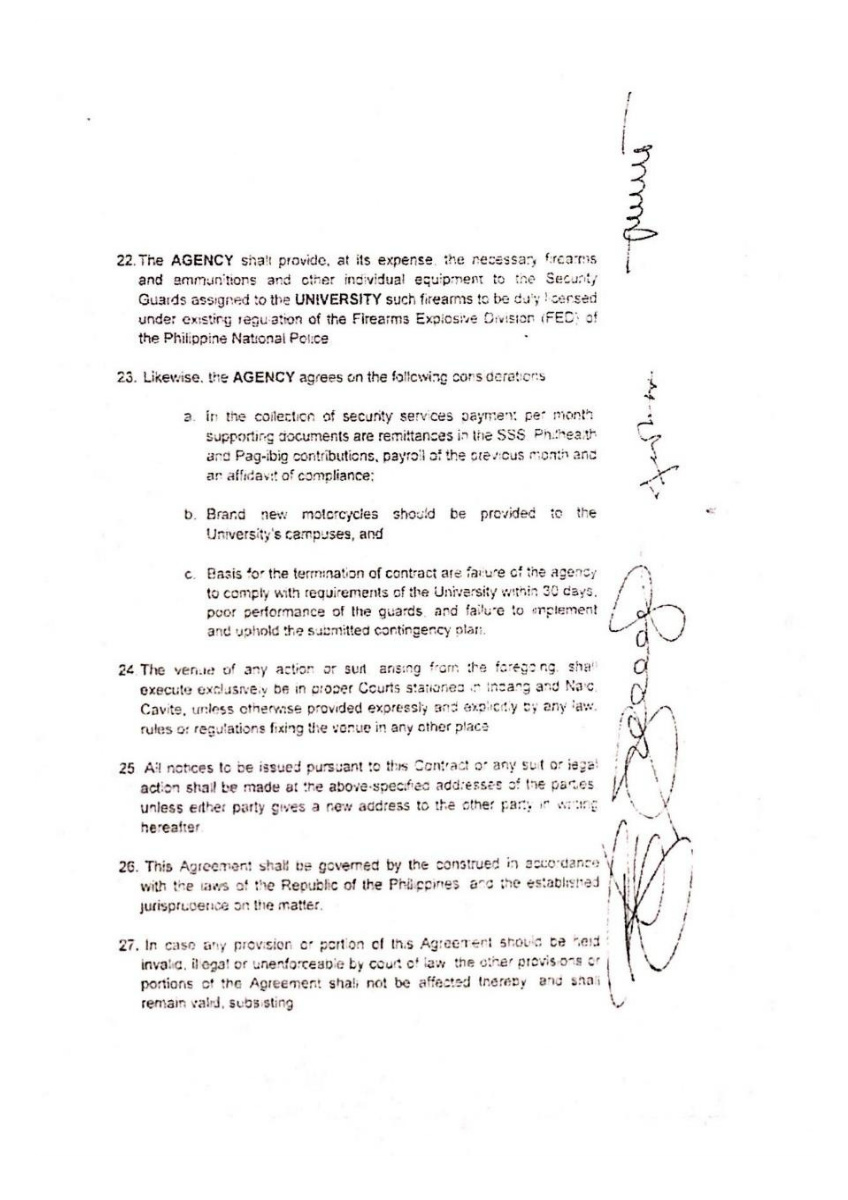 22. The AGENCY shall provide, at its expense, the necessary firearms
and ammunitions and other individual equipment to the Security
Guards assigned to the UNIVERSITY such firearms to be duly licensed
under existing regulation of the Firearms Explosive Division (FED) of
the Philippine National Police
23. Likewise, the AGENCY agrees on the following considerations
a. In the collection of security services payment per month
supporting documents are remittances in the SSS, Philhealth
and Pag-ibig contributions, payroll of the previous month and
an affidavit of compliance;
b. Brand new motorcycles should be provided to the
University's campuses, and
c. Basis for the termination of contract are failure of the agency
to comply with requirements of the University within 30 days,
poor performance of the guards, and failure to implement
and uphold the submitted contingency plan.
24 The venue of any action or suit arising from the foregoing, shall
execute exclusively be in proper Courts stationed in Indang and Naic,
Cavite, unless otherwise provided expressly and explicitly by any law,
rules or regulations fixing the venue in any other place
25 All notices to be issued pursuant to this Contract or any suit or legal
action shall be made at the above-specified addresses of the parties
unless either party gives a new address to the other party in writing
hereafter
26. This Agreement shall be governed by the construed in accordance
with the laws of the Republic of the Philippines and the established
jurisprudence on the matter.
27. In case any provision or portion of this Agreement should be held
invalid, illegal or unenforceable by court of law the other provisions or
portions of the Agreement shall not be affected thereby and shall
remain valid, subsisting